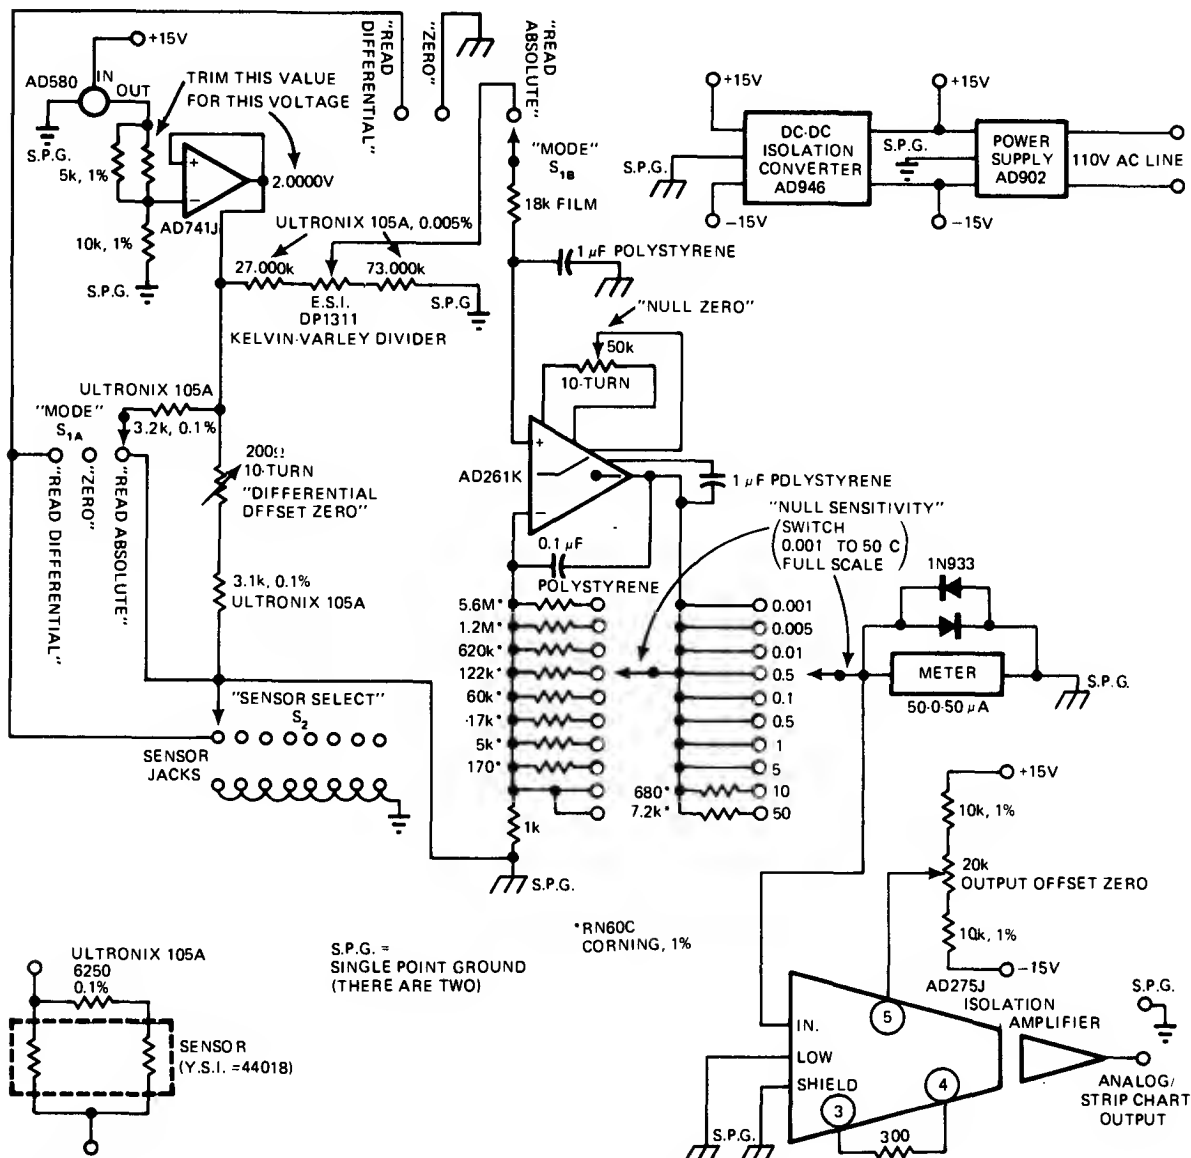 +15V
AD580
IN
OUT
TRIM THIS VALUE
FOR THIS VOLTAGE
S.P.G.
5k, 1%
+
−
2.0000V
AD741J
10k, 1%
S.P.G.
"READ
DIFFERENTIAL"
"ZERO"
"READ
ABSOLUTE"
"MODE"
S1B
18k FILM
ULTRONIX 105A, 0.005%
27.000k
73.000k
E.S.I.
DP1311
KELVIN-VARLEY DIVIDER
S.P.G
1 µF POLYSTYRENE
+15V
S.P.G.
−15V
DC-DC
ISOLATION
CONVERTER
AD946
+15V
S.P.G.
−15V
POWER
SUPPLY
AD902
110V AC LINE
"NULL ZERO"
50k
10-TURN
+
−
AD261K
1 µF PDLYSTYRENE
0.1 µF
POLYSTYRENE
ULTRONIX 105A
3.2k, 0.1%
"MODE"
S1A
"READ DIFFERENTIAL"
"ZERO"
"READ ABSOLUTE"
200Ω
10-TURN
"DIFFERENTIAL
OFFSET ZERO"
3.1k, 0.1%
ULTRONIX 105A
"SENSOR SELECT"
S2
SENSOR
JACKS
"NULL SENSITIVITY"
(SWITCH
0.001 TO 50 C
FULL SCALE)
5.6M*
1.2M*
620k*
122k*
60k*
17k*
5k*
170*
1k
S.P.G.
0.001
0.005
0.01
0.5
0.1
0.5
1
5
680* 10
7.2k* 50
1N933
METER
50-0-50 µA
S.P.G.
+15V
10k, 1%
20k
OUTPUT OFFSET ZERO
10k, 1%
−15V
*RN60C
CORNING, 1%
S.P.G. =
SINGLE POINT GROUND
(THERE ARE TWO)
ULTRONIX 105A
6250
0.1%
SENSOR
(Y.S.I. =44018)
AD275J
ISOLATION
AMPLIFIER
IN.
LOW
SHIELD
5
4
3
300
S.P.G.
S.P.G.
ANALOG/
STRIP CHART
OUTPUT